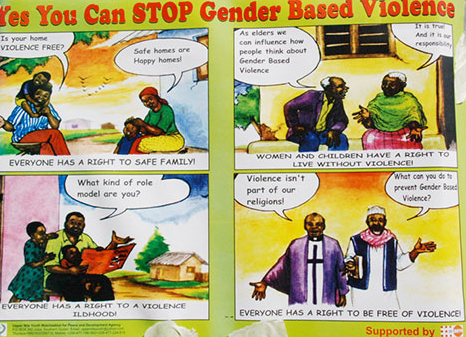 Yes You Can STOP Gender Based Violence
Is your home
VIOLENCE FREE?
Safe homes are
Happy homes!
EVERYONE HAS A RIGHT TO SAFE FAMILY!
As elders we
can influence how
people think about
Gender Based
Violence
It is true!
And it is our
responsibility
WOMEN AND CHILDREN HAVE A RIGHT TO
LIVE WITHOUT VIOLENCE!
What kind of role
model are you?
EVERYONE HAS A RIGHT TO A VIOLENCE
ILDHOOD!
Violence isn't
part of our
religions!
What can you do to
prevent Gender Based
Violence?
EVERYONE HAS A RIGHT TO BE FREE OF VIOLENCE!
Supported by